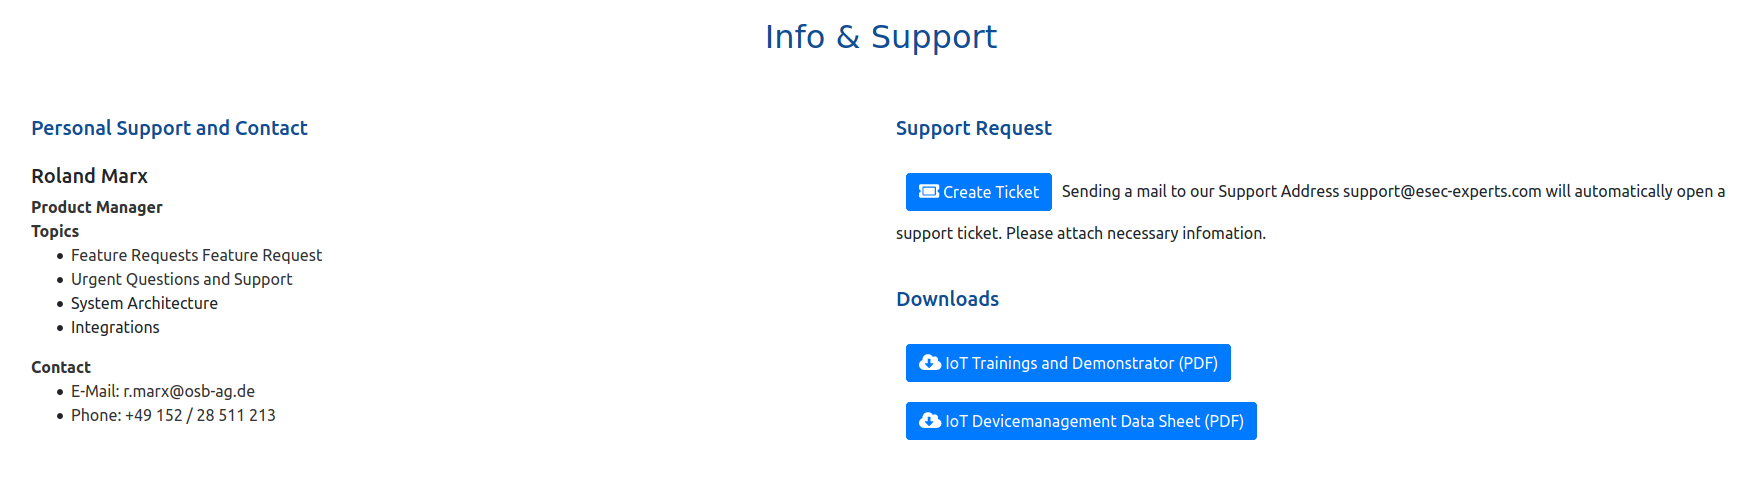 Info & Support
Personal Support and Contact
Roland Marx
Product Manager
Topics
Feature Requests Feature Request
Urgent Questions and Support
System Architecture
Integrations
Contact
E-Mail: r.marx@osb-ag.de
Phone: +49 152 / 28 511 213
Support Request
Create Ticket Sending a mail to our Support Address support@esec-experts.com will automatically open a
support ticket. Please attach necessary infomation.
Downloads
IoT Trainings and Demonstrator (PDF)
IoT Devicemanagement Data Sheet (PDF)